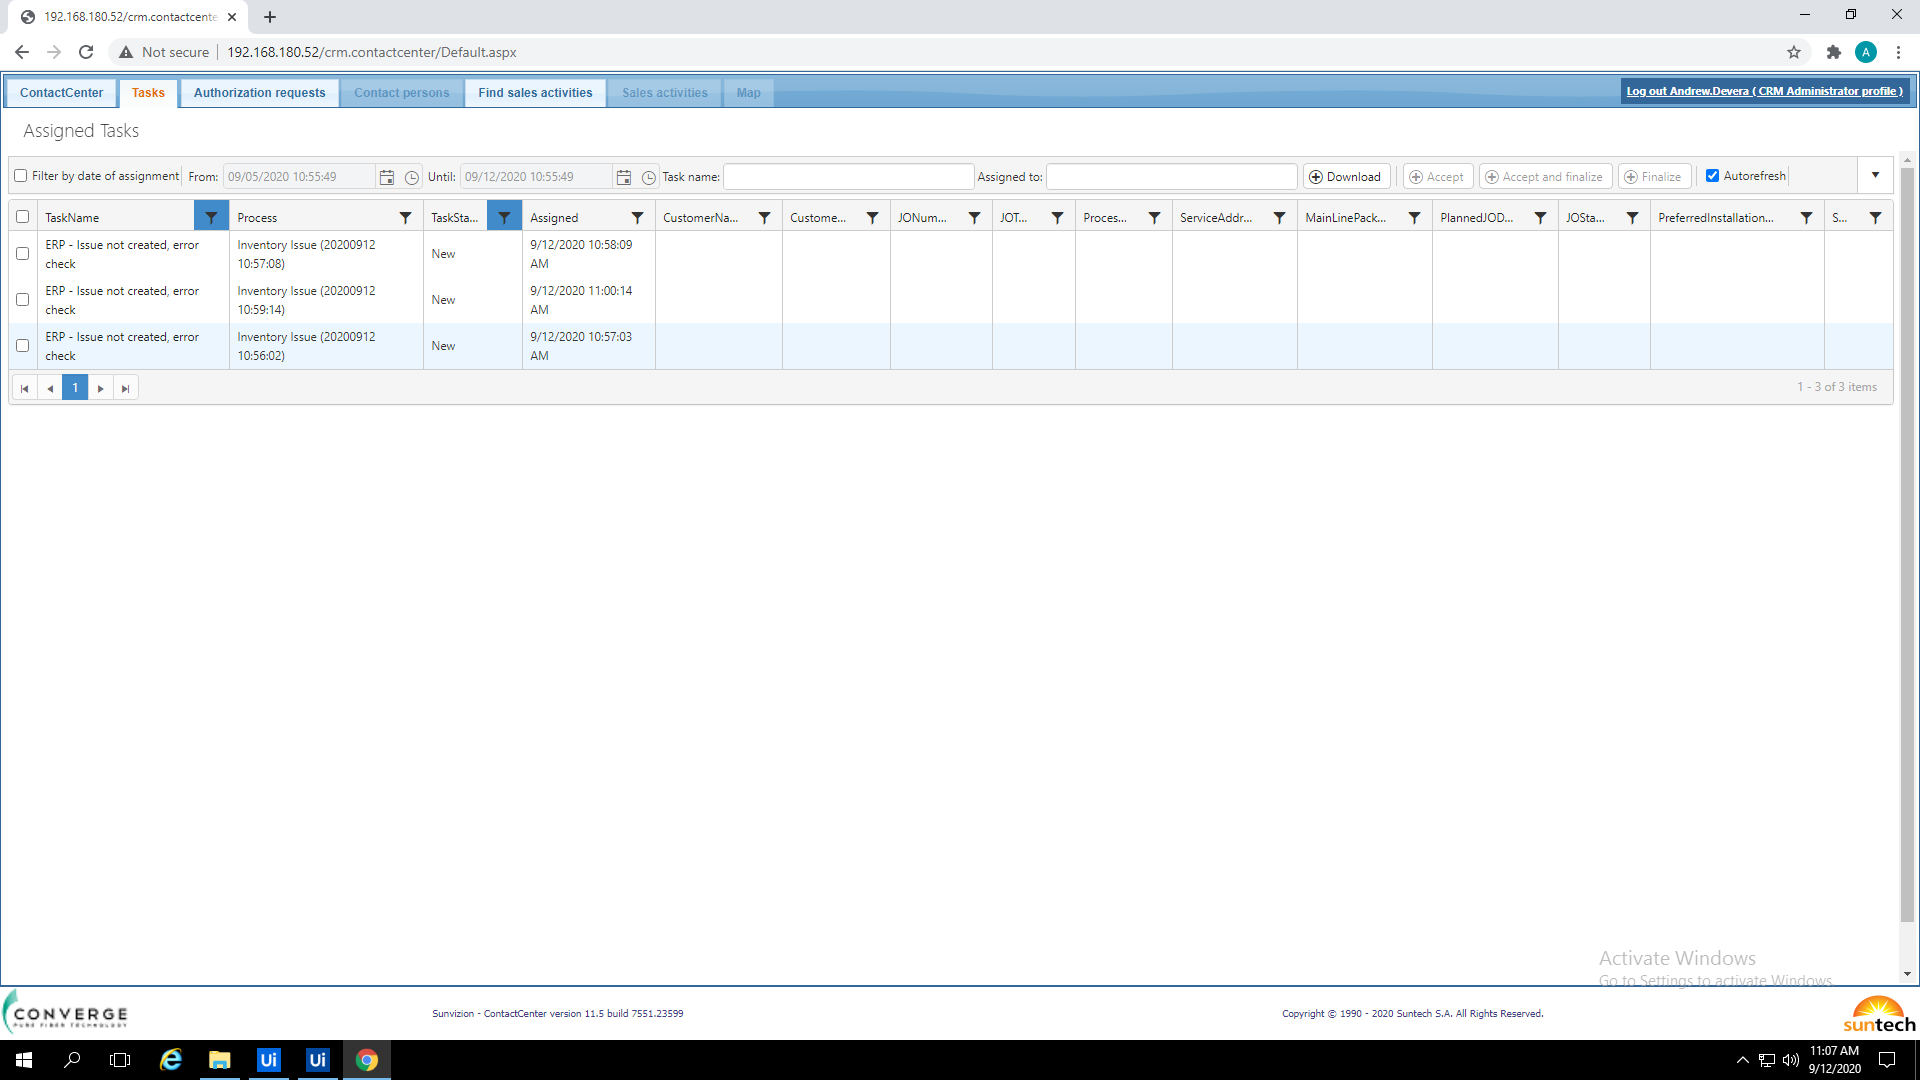 192.168.180.52/crm.contactcente
Not secure 192.168.180.52/crm.contactcenter/Default.aspx
A
ContactCenter Tasks Authorization requests Contact persons Find sales activities Sales activities Map Log out Andrew.Devera ( CRM Administrator profile )
Assigned Tasks
Filter by date of assignment From: 09/05/2020 10:55:49 Until: 09/12/2020 10:55:49 Task name: Assigned to: Download Accept Accept and finalize Finalize Autorefresh
TaskName Process TaskSta... Assigned CustomerNa... Custome... JONum... JOT... Proces... ServiceAddr... MainLinePack... PlannedJOD... JOSta... PreferredInstallation... S...
ERP - Issue not created, error Inventory Issue (20200912 New 9/12/2020 10:58:09
check 10:57:08) AM
ERP - Issue not created, error Inventory Issue (20200912 New 9/12/2020 11:00:14
check 10:59:14) AM
ERP - Issue not created, error Inventory Issue (20200912 New 9/12/2020 10:57:03
check 10:56:02) AM
1 1 - 3 of 3 items
Activate Windows
Go to Settings to activate Windows.
CONVERGE
PURE FIBER TECHNOLOGY
Sunvizion - ContactCenter version 11.5 build 7551.23599
Copyright © 1990 - 2020 Suntech S.A. All Rights Reserved.
suntech
Ui Ui
11:07 AM
9/12/2020